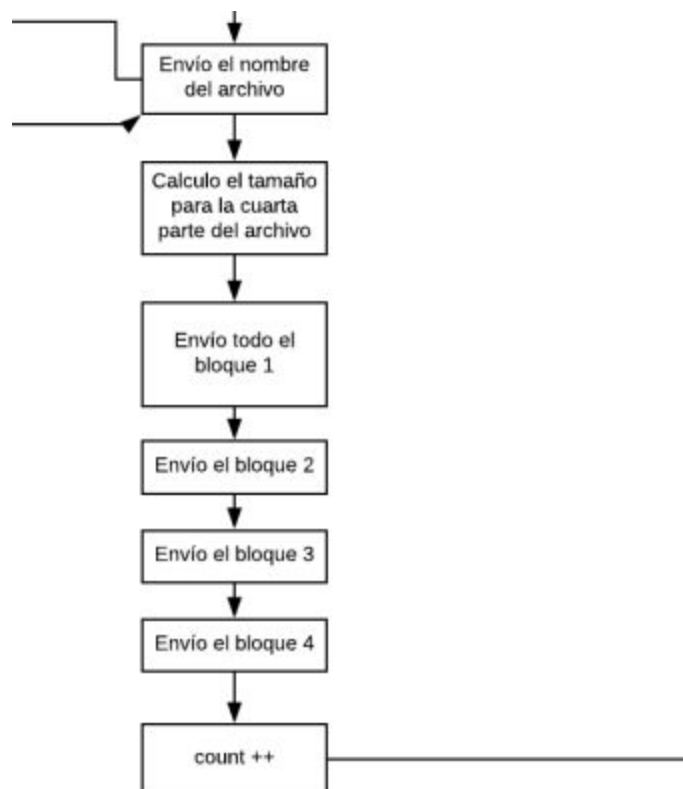 Envío el nombre
del archivo
Calculo el tamaño
para la cuarta
parte del archivo
Envío todo el
bloque 1
Envío el bloque 2
Envío el bloque 3
Envío el bloque 4
count ++